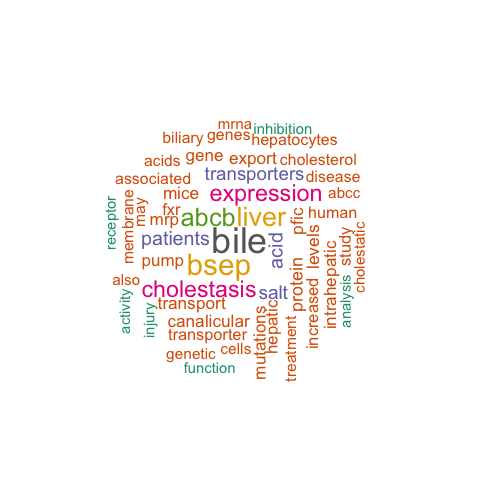 mrna
inhibition
biliary genes hepatocytes
acids gene export cholesterol
associated transporters disease
mice expression abcc
receptor membrane may fxr mrp abcb liver pfic human
patients bile acid levels study cholestatic
pump bsep
also cholestasis salt protein increased intrahepatic analysis
activity injury transport
canalicular hepatic
transporter mutations treatment
genetic cells
function